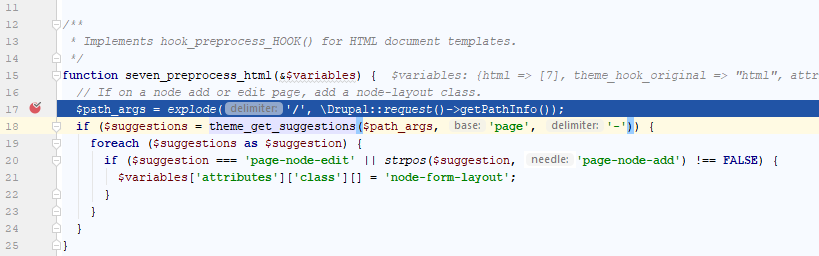 11
12 /**
13 * Implements hook_preprocess_HOOK() for HTML document templates.
14 */
15 function seven_preprocess_html(&$variables) { $variables: {html => [7], theme_hook_original => "html", attr
16 // If on a node add or edit page, add a node-layout class.
17 $path_args = explode( delimiter: '/', \Drupal::request()->getPathInfo());
18 if ($suggestions = theme_get_suggestions($path_args, base: 'page', delimiter: '-')) {
19 foreach ($suggestions as $suggestion) {
20 if ($suggestion === 'page-node-edit' || strpos($suggestion, needle: 'page-node-add') !== FALSE) {
21 $variables['attributes']['class'][] = 'node-form-layout';
22 }
23 }
24 }
25 }